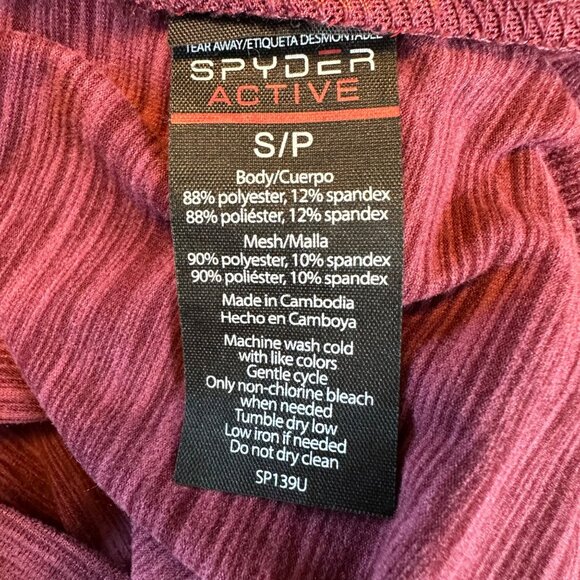 TEAR AWAY/ETIQUETA DESMONTABLE
SPYDER
ACTIVE
S/P
Body/Cuerpo
88% polyester, 12% spandex
88% poliéster, 12% spandex
Mesh/Malla
90% polyester, 10% spandex
90% poliéster, 10% spandex
Made in Cambodia
Hecho en Camboya
Machine wash cold
with like colors
Gentle cycle
Only non-chlorine bleach
when needed
Tumble dry low
Low iron if needed
Do not dry clean
SP139U